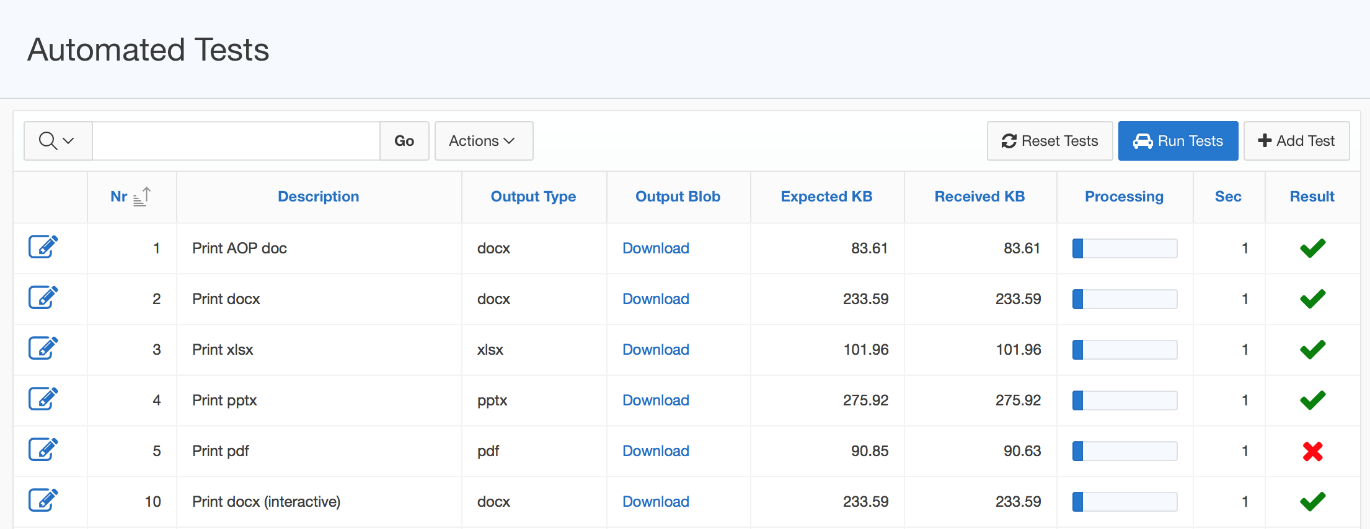 Automated Tests
Go Actions Reset Tests Run Tests Add Test
Nr Description Output Type Output Blob Expected KB Received KB Processing Sec Result
1 Print AOP doc docx Download 83.61 83.61 1
2 Print docx docx Download 233.59 233.59 1
3 Print xlsx xlsx Download 101.96 101.96 1
4 Print pptx pptx Download 275.92 275.92 1
5 Print pdf pdf Download 90.85 90.63 1
10 Print docx (interactive) docx Download 233.59 233.59 1